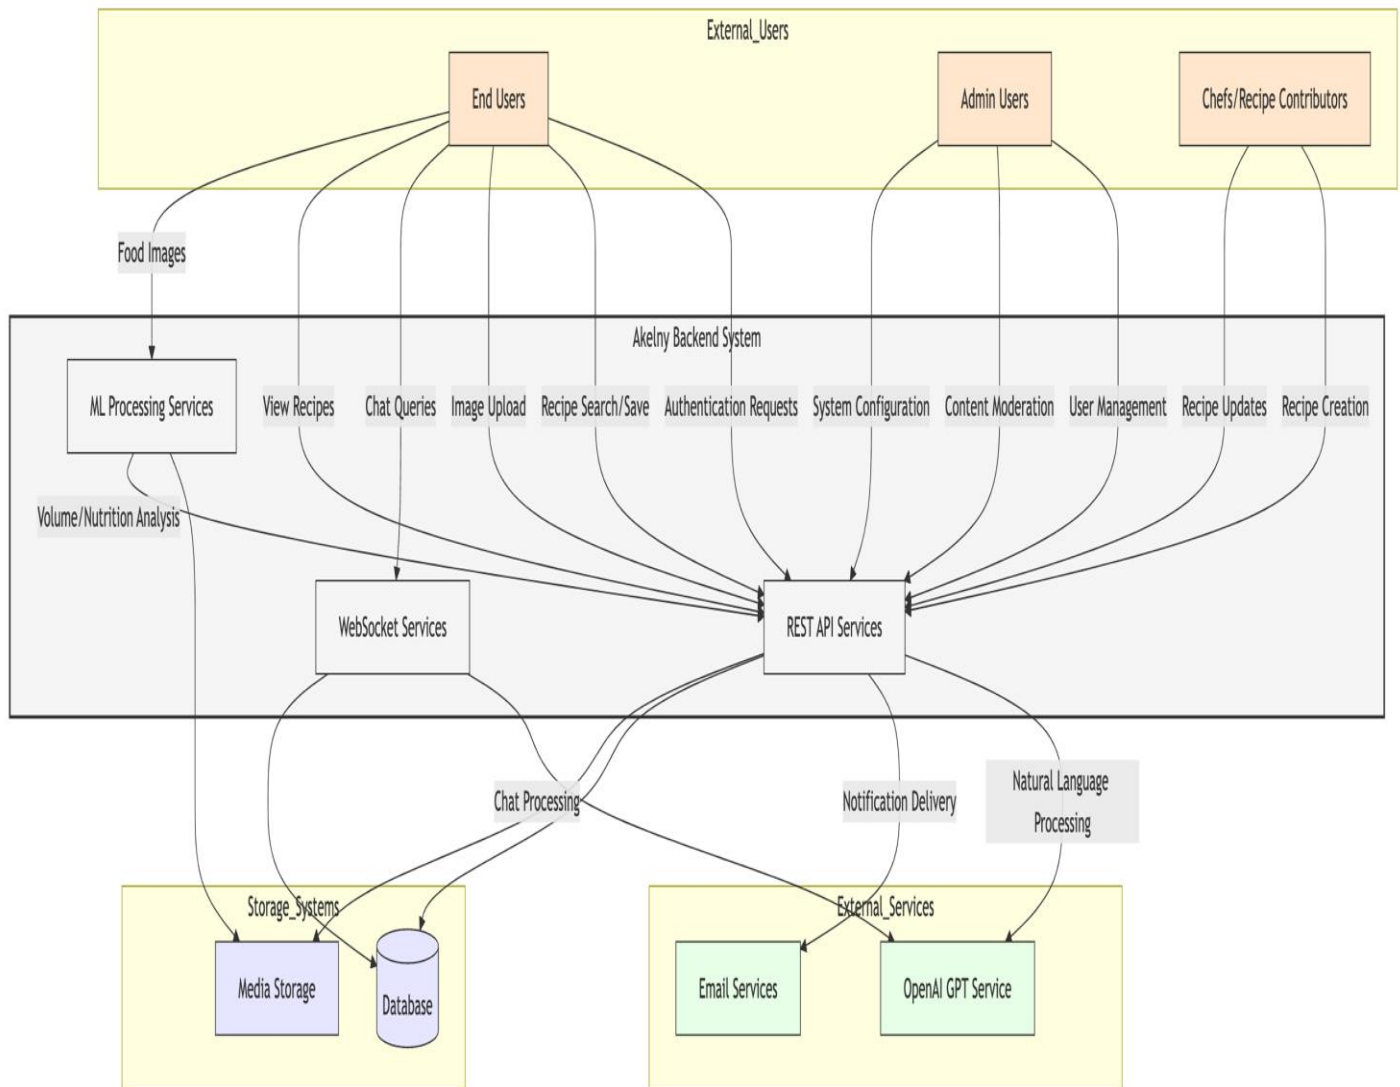 External_Users
End Users
Admin Users
Chefs/Recipe Contributors
Food Images
Akelny Backend System
ML Processing Services
View Recipes
Chat Queries
Image Upload
Recipe Search/Save
Authentication Requests
System Configuration
Content Moderation
User Management
Recipe Updates
Recipe Creation
Volume/Nutrition Analysis
WebSocket Services
REST API Services
Chat Processing
Notification Delivery
Natural Language
Processing
Storage_Systems
External_Services
Media Storage
Database
Email Services
OpenAI GPT Service